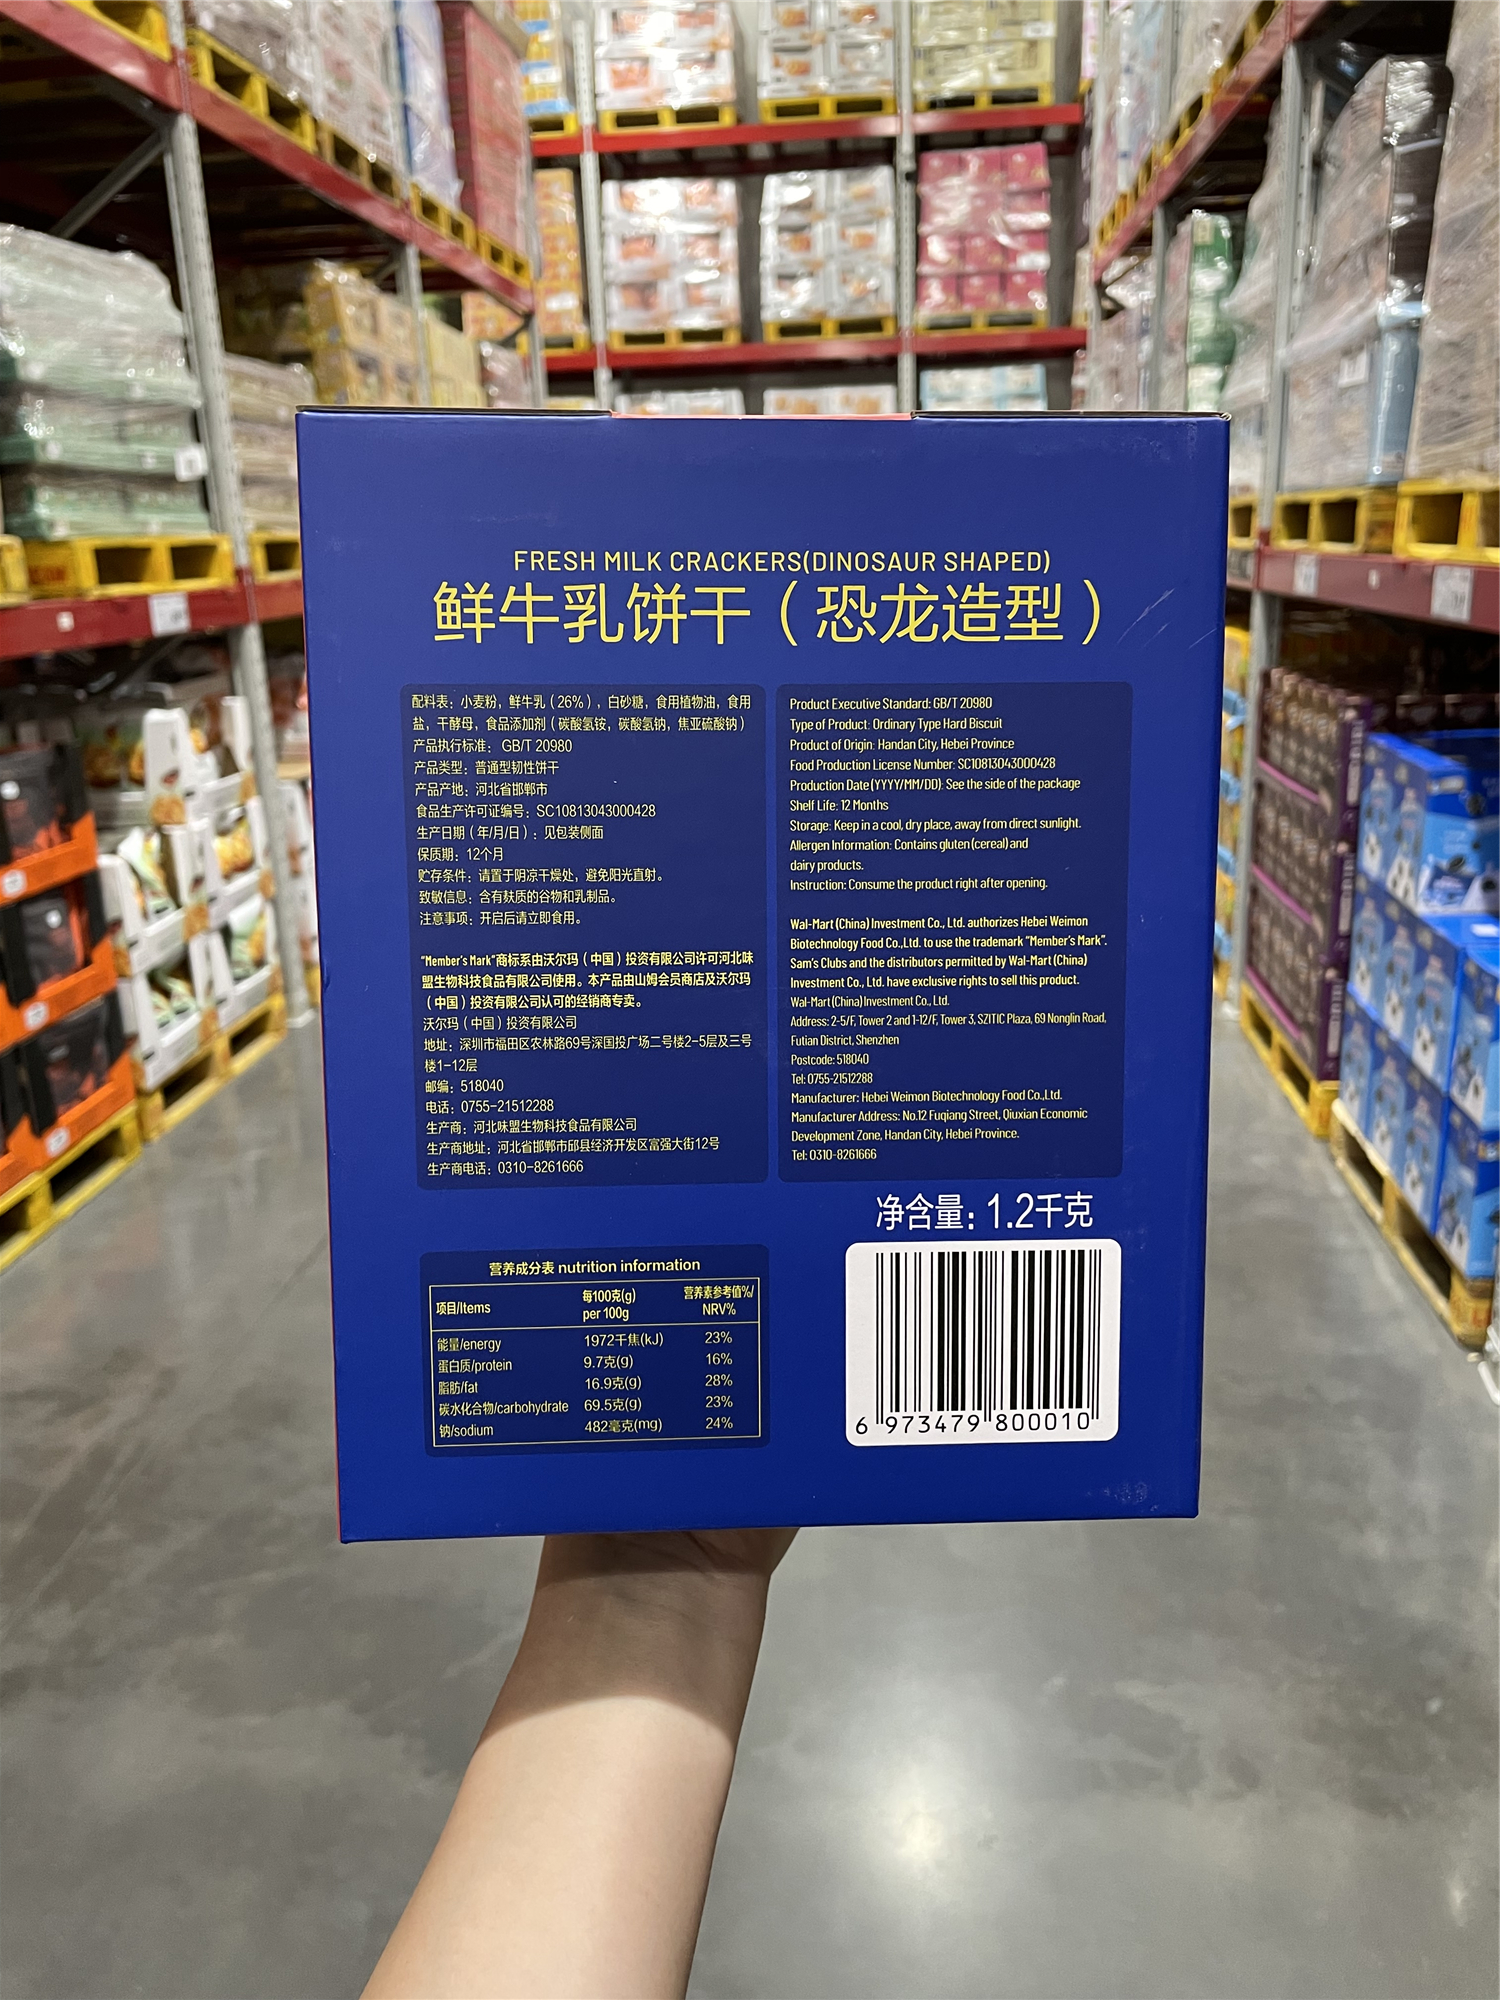 FRESH MILK CRACKERS(DINOSAUR SHAPED)
鲜牛乳饼干（恐龙造型）
配料表：小麦粉，鲜牛乳（26%），白砂糖，食用植物油，食用
盐，干酵母，食品添加剂（碳酸氢铵，碳酸氢钠，焦亚硫酸钠）
产品执行标准：GB/T 20980
产品类型：普通型韧性饼干
产品产地：河北省邯郸市
食品生产许可证编号：SC10813043000428
生产日期（年/月/日）：见包装侧面
保质期：12个月
贮存条件：请置于阴凉干燥处，避免阳光直射。
致敏信息：含有麸质的谷物和乳制品。
注意事项：开启后请立即食用。
"Member's Mark"商标系由沃尔玛（中国）投资有限公司许可河北味
盟生物科技食品有限公司使用。本产品由山姆会员商店及沃尔玛
（中国）投资有限公司认可的经销商专卖。
沃尔玛（中国）投资有限公司
地址：深圳市福田区农林路69号深国投广场二号楼2-5层及三号
楼1-12层
邮编：518040
电话：0755-21512288
生产商：河北味盟生物科技食品有限公司
生产商地址：河北省邯郸市邱县经济开发区富强大街12号
生产商电话：0310-8261666
Product Executive Standard: GB/T 20980
Type of Product: Ordinary Type Hard Biscuit
Product of Origin: Handan City, Hebei Province
Food Production License Number: SC10813043000428
Production Date(YYYY/MM/DD): See the side of the package
Shelf Life: 12 Months
Storage: Keep in a cool, dry place, away from direct sunlight.
Allergen Information: Contains gluten (cereal) and
dairy products.
Instruction: Consume the product right after opening.
Wal-Mart (China) Investment Co., Ltd. authorizes Hebei Weimon
Biotechnology Food Co.,Ltd. to use the trademark "Member's Mark".
Sam's Clubs and the distributors permitted by Wal-Mart (China)
Investment Co., Ltd. have exclusive rights to sell this product.
Wal-Mart (China) Investment Co., Ltd.
Address: 2-5/F, Tower 2 and 1-12/F, Tower 3, SZITIC Plaza, 69 Nonglin Road,
Futian District, Shenzhen
Postcode: 518040
Tel: 0755-21512288
Manufacturer: Hebei Weimon Biotechnology Food Co.,Ltd.
Manufacturer Address: No.12 Fuqiang Street, Qiuxian Economic
Development Zone, Handan City, Hebei Province.
Tel: 0310-8261666
净含量：1.2千克
营养成分表 nutrition information
项目/Items 每100克(g) per 100g 营养素参考值%/ NRV%
能量/energy 1972千焦(kJ) 23%
蛋白质/protein 9.7克(g) 16%
脂肪/fat 16.9克(g) 28%
碳水化合物/carbohydrate 69.5克(g) 23%
钠/sodium 482毫克(mg) 24%
6 973479 800010